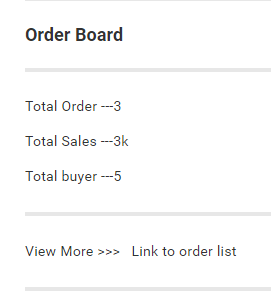 Order Board
Total Order ---3
Total Sales ---3k
Total buyer ---5
View More >>> Link to order list